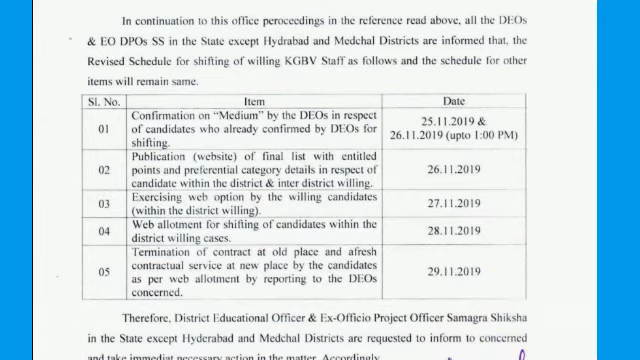 In continuation to this office peroceedings in the reference read above, all the DEOs
& EO DPOs SS in the State except Hydrabad and Medchal Districts are informed that, the
Revised Schedule for shifting of willing KGBV Staff as follows and the schedule for other
items will remain same.
Sl. No. Item Date
01 Confirmation on “Medium” by the DEOs in respect
of candidates who already confirmed by DEOs for
shifting. 25.11.2019 &
26.11.2019 (upto 1:00 PM)
02 Publication (website) of final list with entitled
points and preferential category details in respect of
candidate within the district & inter district willing. 26.11.2019
03 Exercising web option by the willing candidates
(within the district willing). 27.11.2019
04 Web allotment for shifting of candidates within the
district willing cases. 28.11.2019
05 Termination of contract at old place and afresh
contractual service at new place by the candidates
as per web allotment by reporting to the DEOs
concerned. 29.11.2019
Therefore, District Educational Officer & Ex-Officio Project Officer Samagra Shiksha
in the State except Hyderabad and Medchal Districts are requested to inform to concerned
and take immediat necessary action in the matter. Accordingly